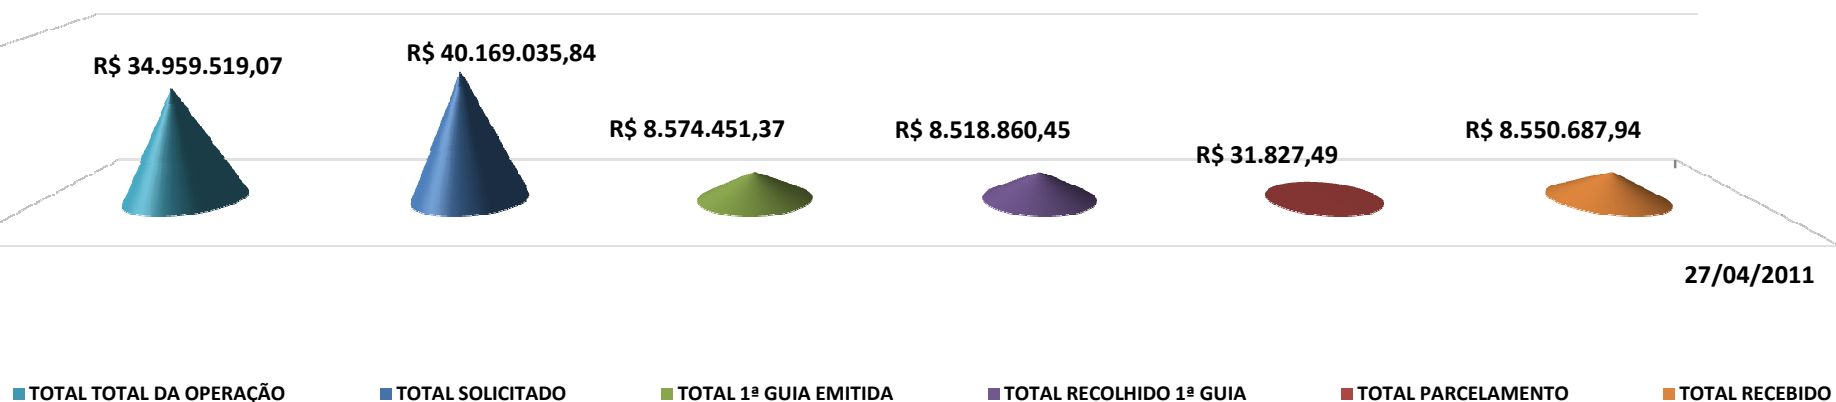 R$ 34.959.519,07
R$ 40.169.035,84
R$ 8.574.451,37
R$ 8.518.860,45
R$ 31.827,49
R$ 8.550.687,94
27/04/2011
TOTAL TOTAL DA OPERAÇÃO
TOTAL SOLICITADO
TOTAL 1ª GUIA EMITIDA
TOTAL RECOLHIDO 1ª GUIA
TOTAL PARCELAMENTO
TOTAL RECEBIDO